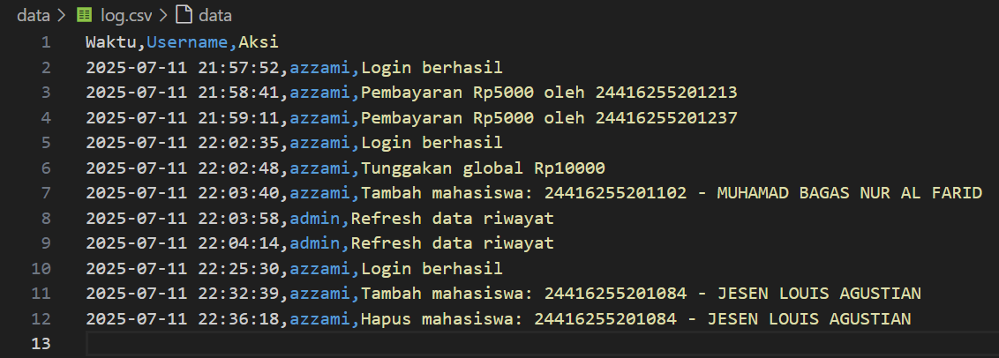 data > log.csv > data
1 Waktu,Username,Aksi
2 2025-07-11 21:57:52,azzami,Login berhasil
3 2025-07-11 21:58:41,azzami,Pembayaran Rp5000 oleh 24416255201213
4 2025-07-11 21:59:11,azzami,Pembayaran Rp5000 oleh 24416255201237
5 2025-07-11 22:02:35,azzami,Login berhasil
6 2025-07-11 22:02:48,azzami,Tunggakan global Rp10000
7 2025-07-11 22:03:40,azzami,Tambah mahasiswa: 24416255201102 - MUHAMAD BAGAS NUR AL FARID
8 2025-07-11 22:03:58,admin,Refresh data riwayat
9 2025-07-11 22:04:14,admin,Refresh data riwayat
10 2025-07-11 22:25:30,azzami,Login berhasil
11 2025-07-11 22:32:39,azzami,Tambah mahasiswa: 24416255201084 - JESEN LOUIS AGUSTIAN
12 2025-07-11 22:36:18,azzami,Hapus mahasiswa: 24416255201084 - JESEN LOUIS AGUSTIAN
13